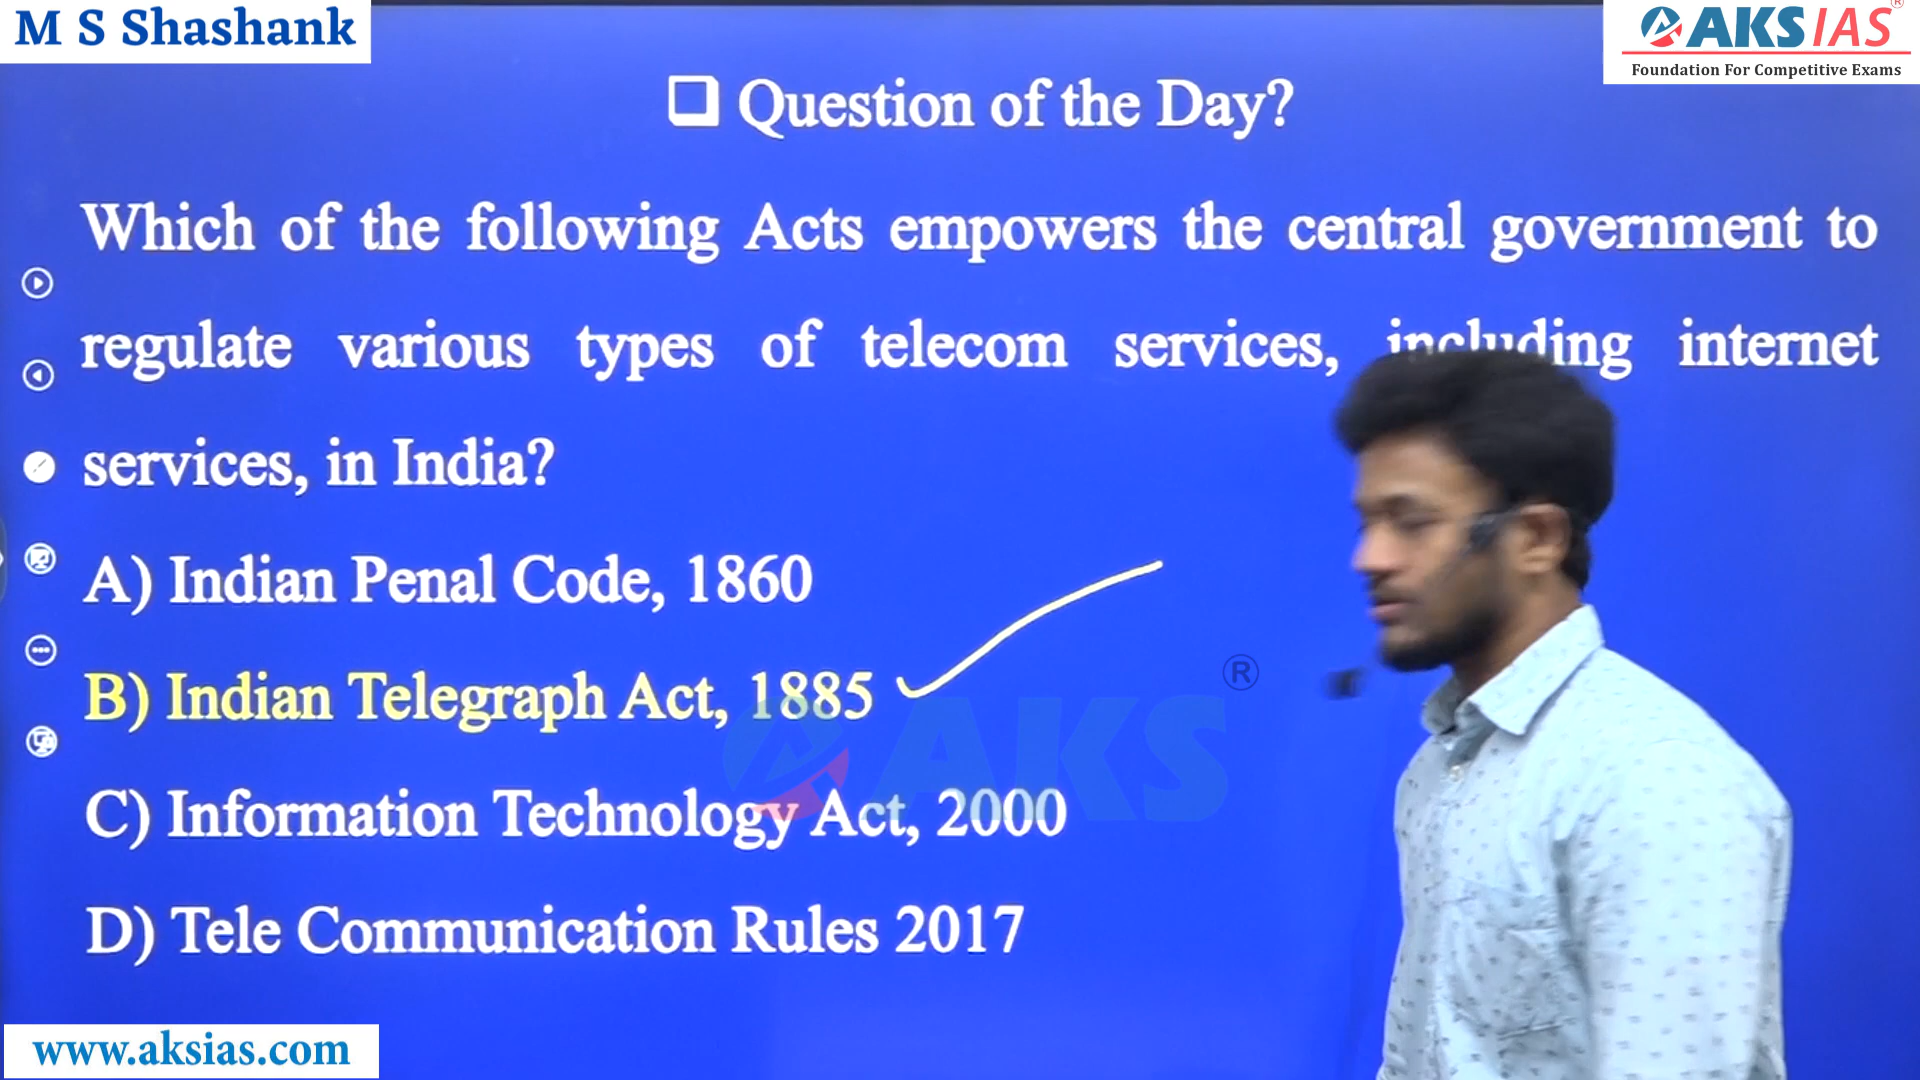 M S Shashank
AKS IAS ®
Foundation For Competitive Exams
Question of the Day?
Which of the following Acts empowers the central government to
regulate various types of telecom services, including internet
services, in India?
A) Indian Penal Code, 1860
B) Indian Telegraph Act, 1885
C) Information Technology Act, 2000
D) Tele Communication Rules 2017
AKS ®
www.aksias.com